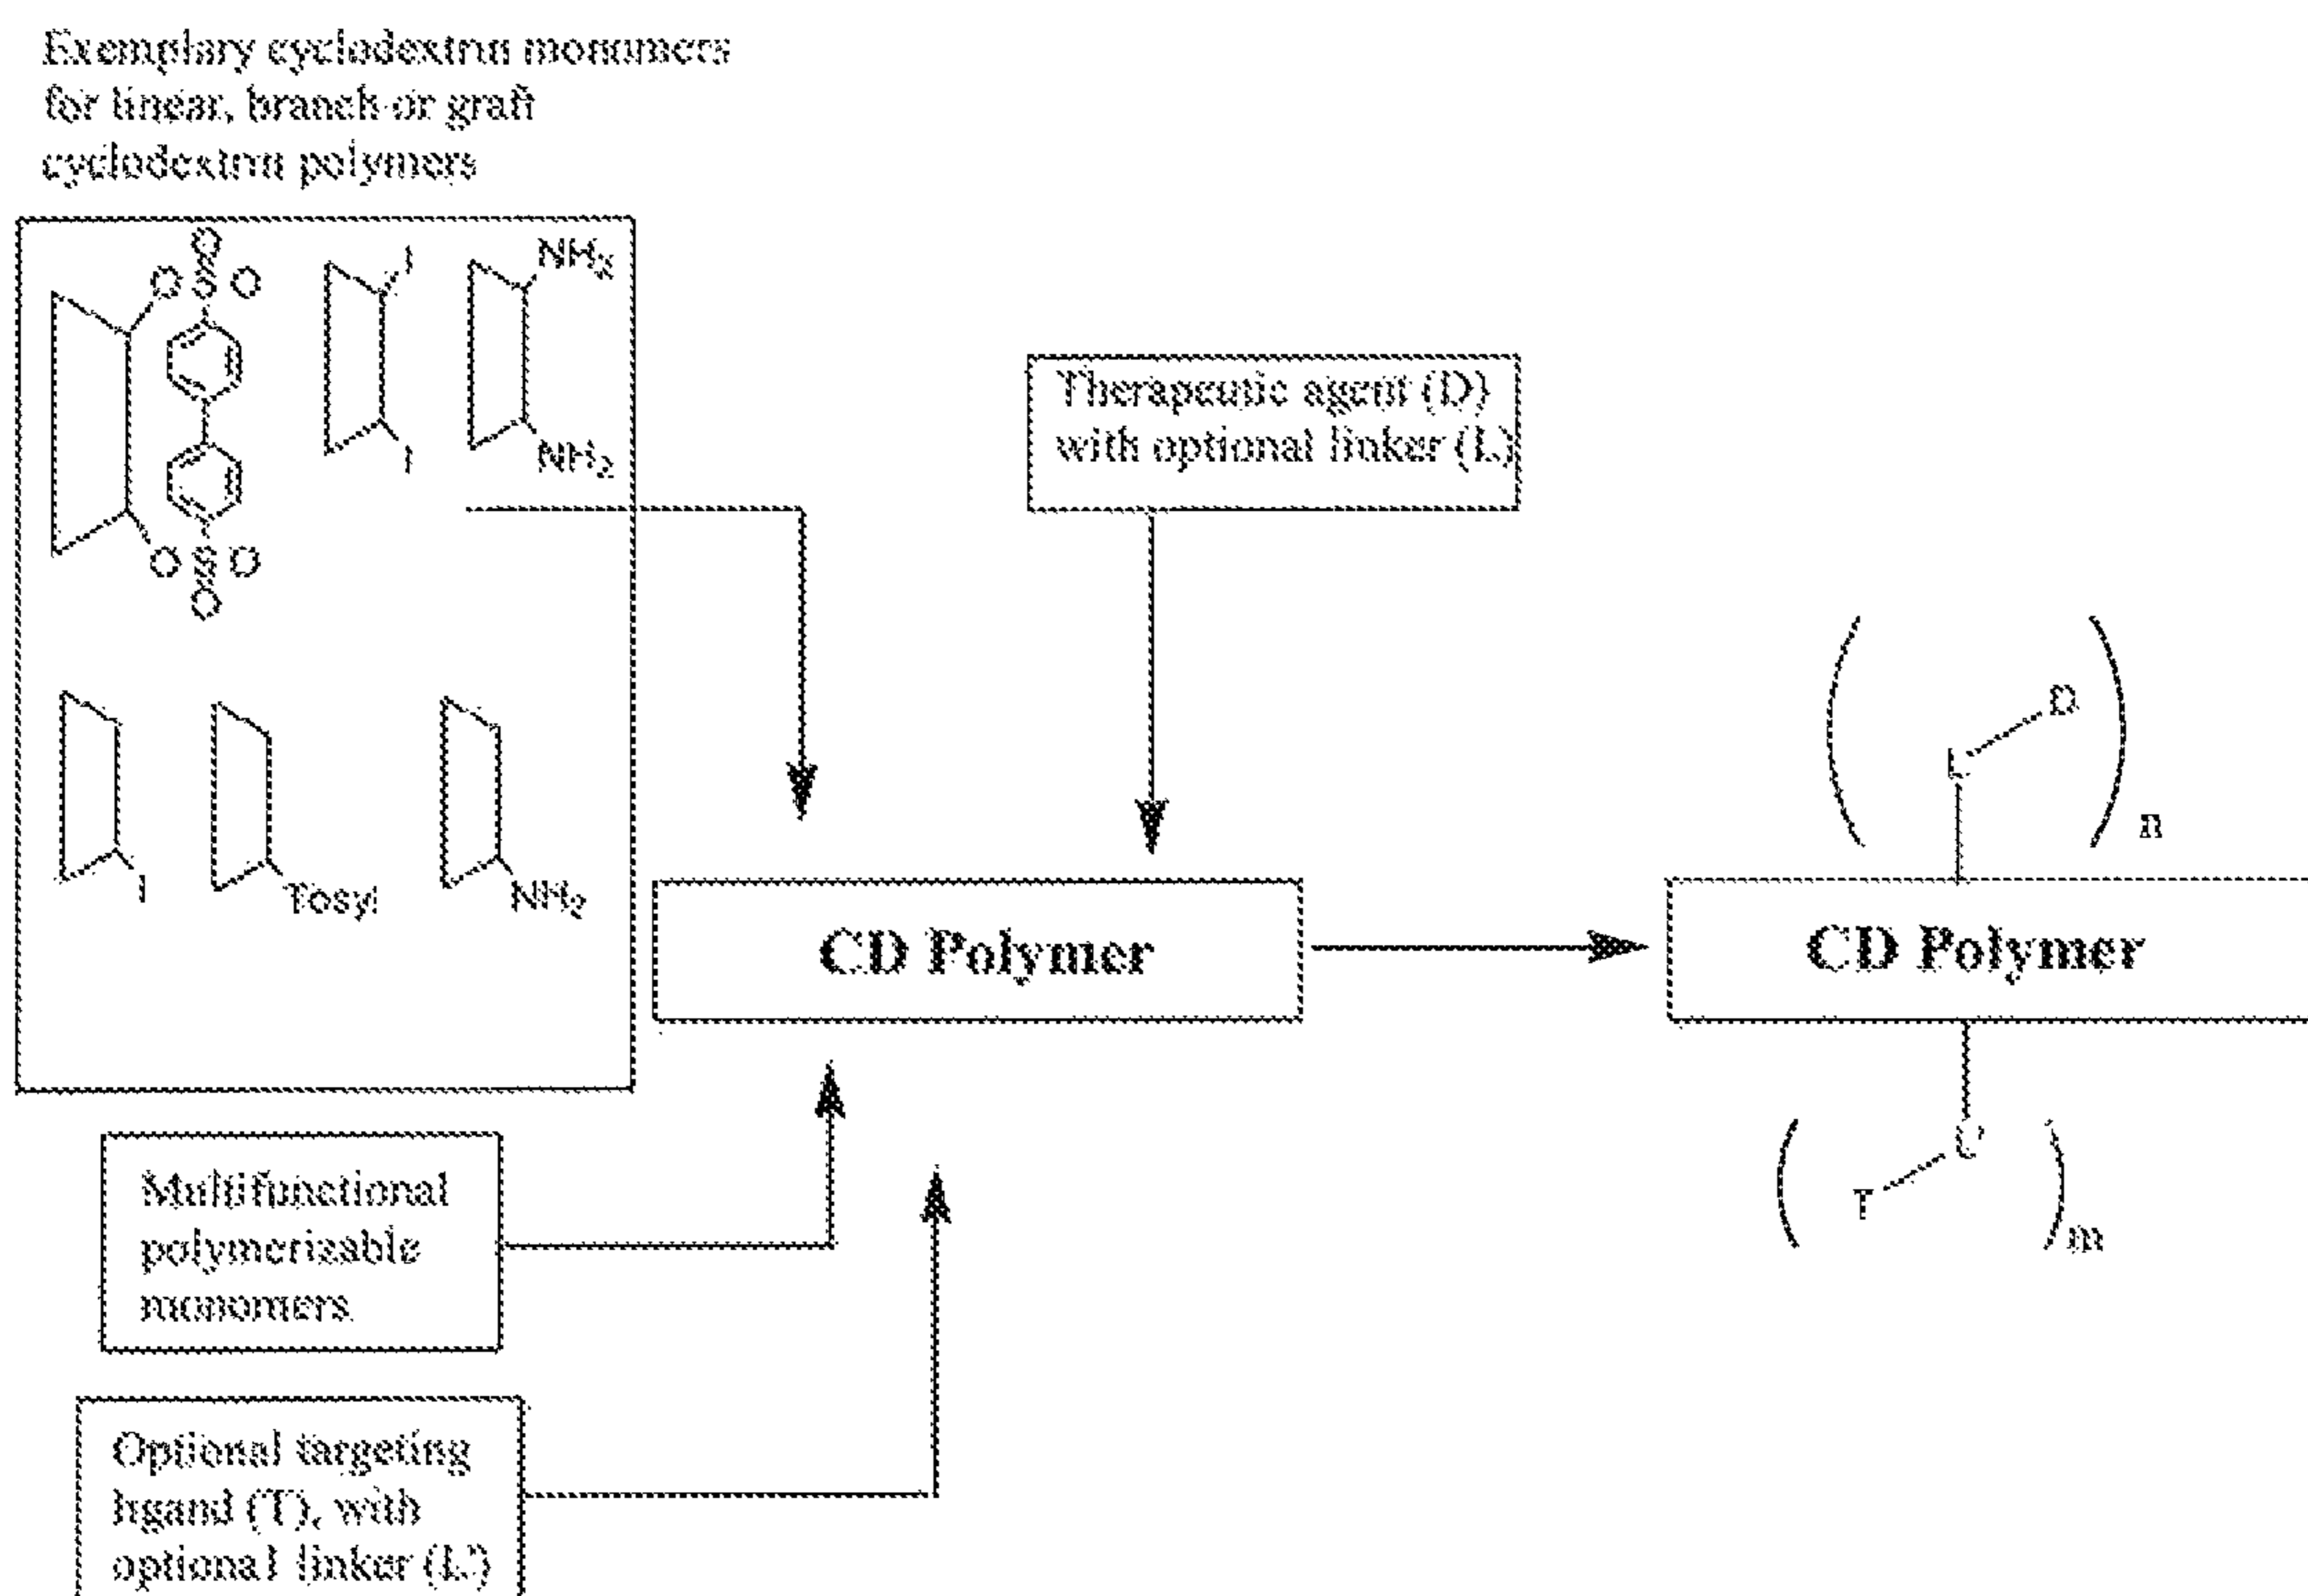 Exemplary cyclodextrin monomers
for linear, branch or graft
cyclodextrin polymers
O
O S O
O S O
O
I
I
NH2
NH2
I
Tosyl
NH2
Therapeutic agent (D)
with optional linker (L)
CD Polymer
Multifunctional
polymerizable
monomers
Optional targeting
ligand (T), with
optional linker (L')
D
L
n
CD Polymer
T
m